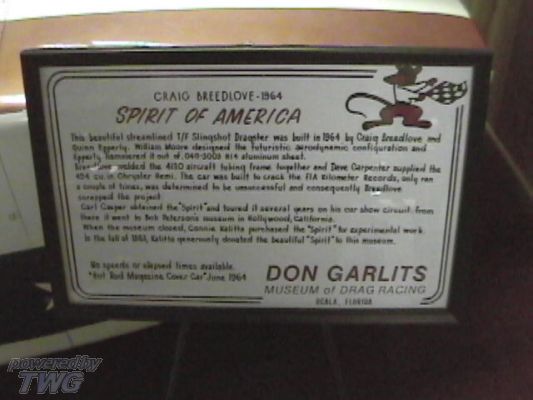 CRAIG BREEDLOVE-1964
SPIRIT OF AMERICA
This beautiful streamlined T/F Slingshot Dragster was built in 1964 by Craig Breedlove and
Quinn Epperly. William Moore designed the futuristic aerodynamic configuration and
Epperly hammered it out of .040-3003 H14 aluminum sheet.
Breedlove welded the 4130 aircraft tubing frame together and Dave Carpenter supplied the
cu. in. Chrysler Hemi. The car was built to crack the FIA Kilometer Records, only ran
a couple of times, was determined to be unsuccessful and consequently Breedlove
scrapped the project.
Carl Casper obtained the "Spirit" and toured it several years on his car show circuit. from
there it went to Bob Petersen's museum in Hollywood, California.
When the museum closed, Connie Kalitta purchased the "Spirit" for experimental work.
In the fall of Kalitta generously donated the beautiful "Spirit" to this museum.
No speeds or elapsed times available.
"Hot Rod Magazine Cover Car" June 1964
DON GARLITS
MUSEUM of DRAG RACING
OCALA, FLORIDA
powered by
TWG